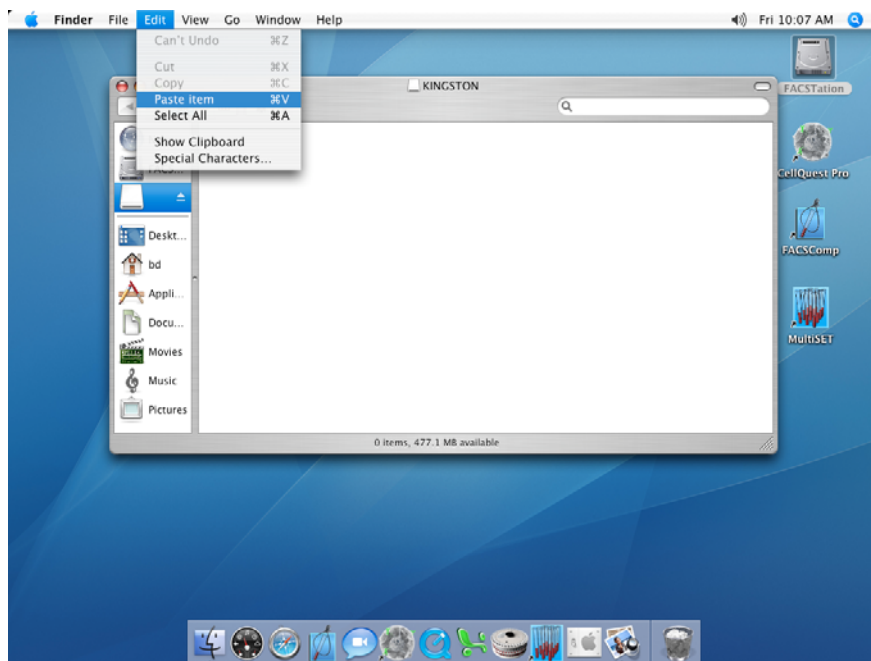 Finder File Edit View Go Window Help Fri 10:07 AM
Can't Undo ⌘Z
Cut ⌘X
Copy ⌘C
Paste item ⌘V
Select All ⌘A
Show Clipboard
Special Characters...
KINGSTON
FACSTation
CellQuest Pro
FACSComp
MultiSET
FACS...
Deskt...
bd
Appli...
Docu...
Movies
Music
Pictures
0 items, 477.1 MB available